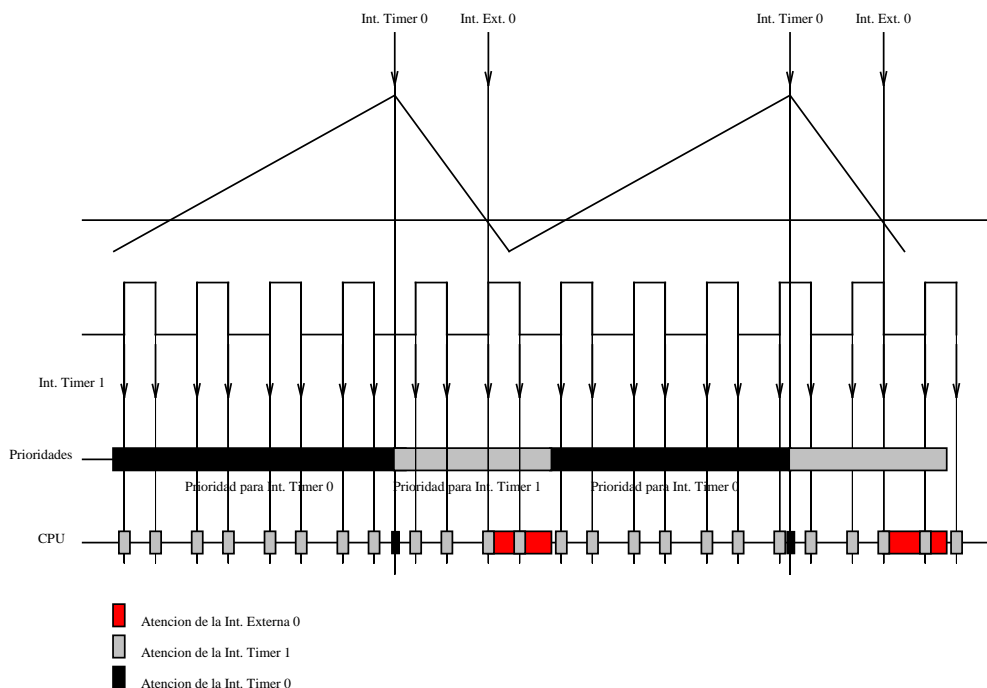 Int. Timer 0
Int. Ext. 0
Int. Timer 0
Int. Ext. 0
Int. Timer 1
Prioridades
Prioridad para Int. Timer 0
Prioridad para Int. Timer 1
Prioridad para Int. Timer 0
CPU
Atencion de la Int. Externa 0
Atencion de la Int. Timer 1
Atencion de la Int. Timer 0